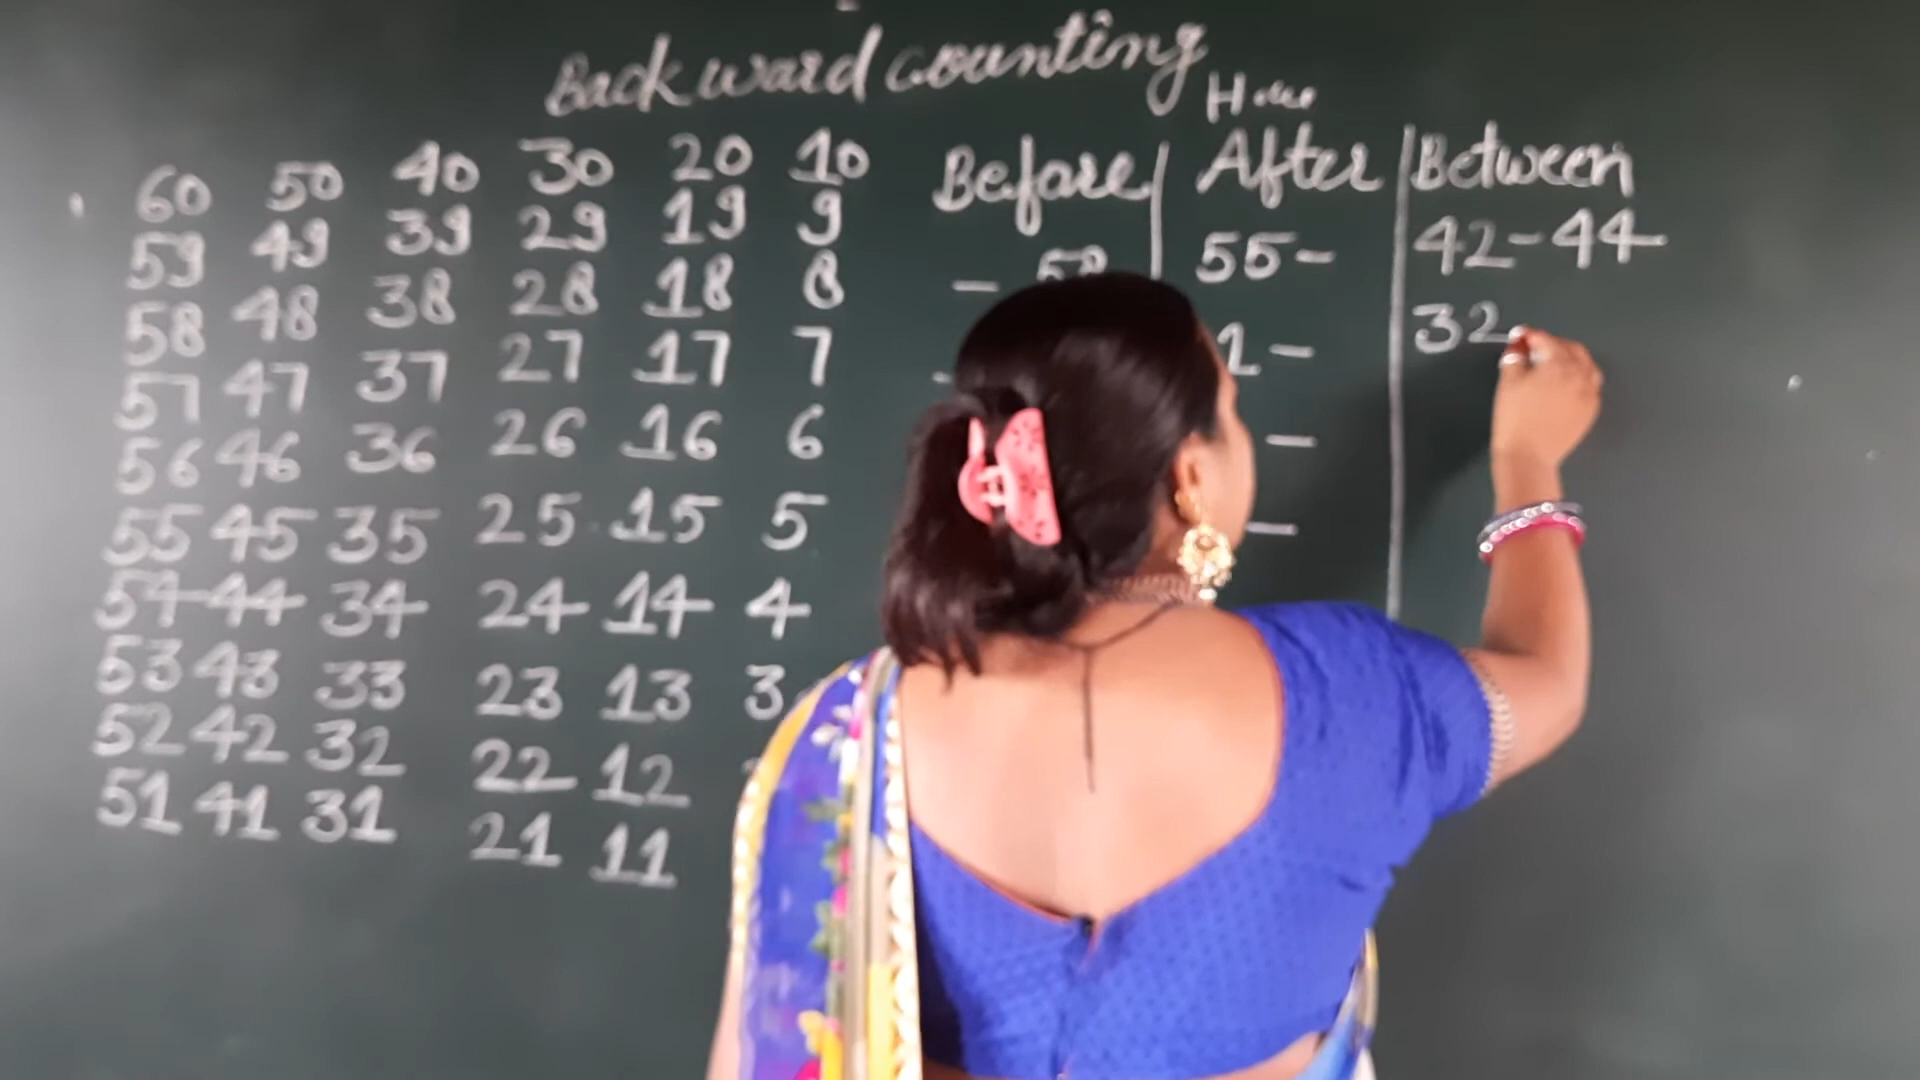 Backward counting
60 50 40 30 20 10 Before After Between
59 49 39 29 19 9 55- 42-44
58 48 38 28 18 8 32
57 47 37 27 17 7
56 46 36 26 16 6
55 45 35 25 15 5
54 44 34 24 14 4
53 43 33 23 13 3
52 42 32 22 12
51 41 31 21 11